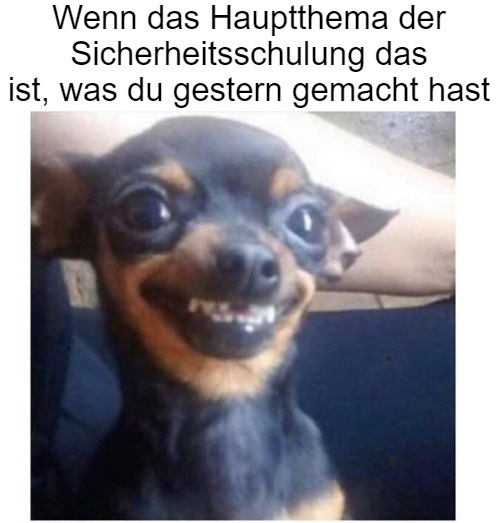 Wenn das Hauptthema der
Sicherheitsschulung das
ist, was du gestern gemacht hast